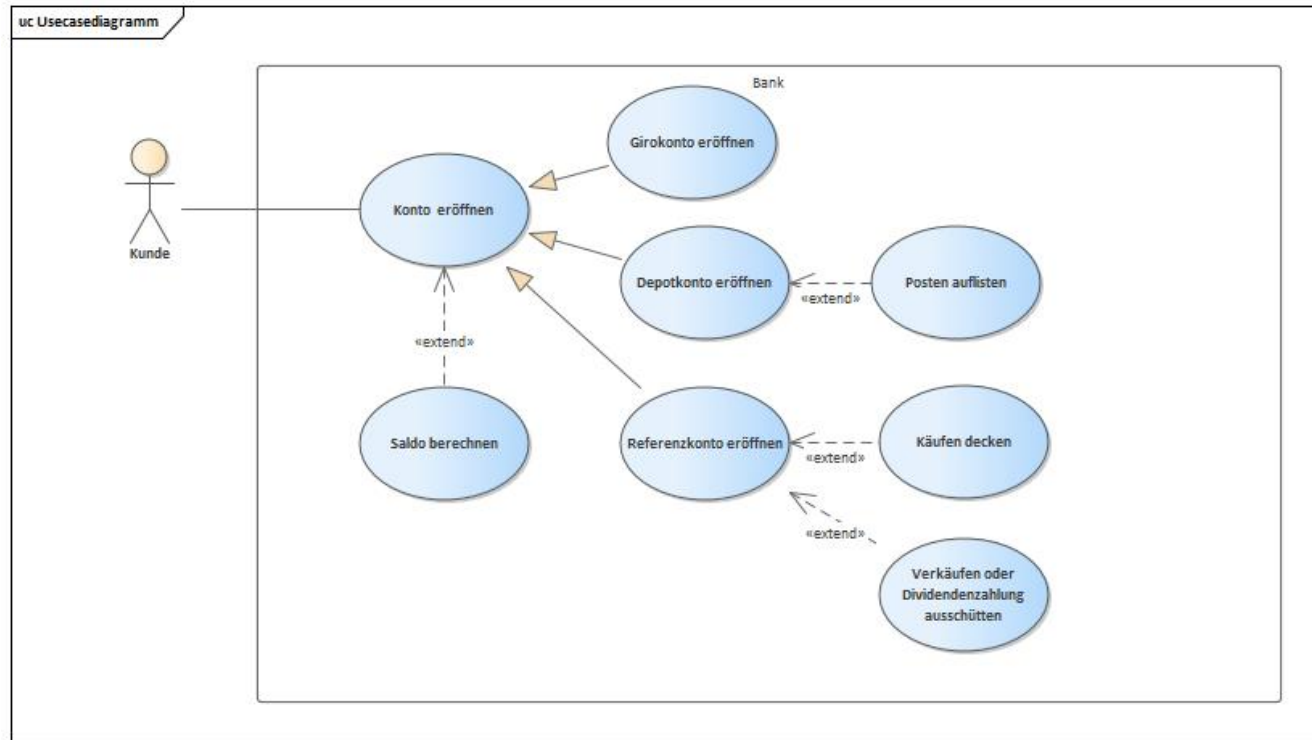 uc Usecasediagramm
Bank
Girokonto eröffnen
Konto eröffnen
Kunde
Depotkonto eröffnen
Posten auflisten
«extend»
«extend»
Saldo berechnen
Referenzkonto eröffnen
Käufen decken
«extend»
«extend»
Verkäufen oder
Dividendenzahlung
ausschütten